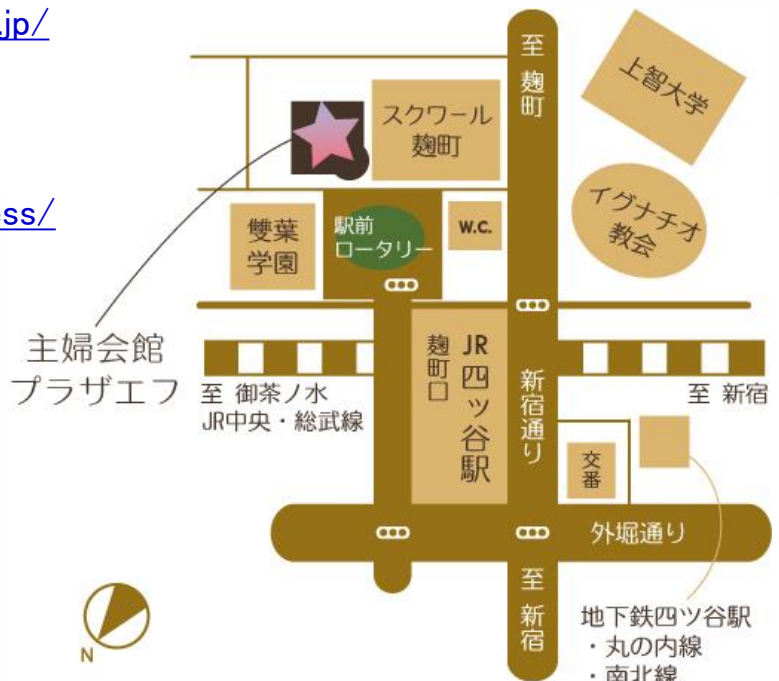 .jp/
ess/
至 麹町
上智大学
スクワール
麹町
イグナチオ
教会
雙葉
学園
駅前
ロータリー
W.C.
主婦会館
プラザエフ
至 御茶ノ水
JR中央・総武線
麹町口
JR四ッ谷駅
新宿通り
至 新宿
交番
外堀通り
至 新宿
地下鉄四ツ谷駅
・丸の内線
・南北線
N